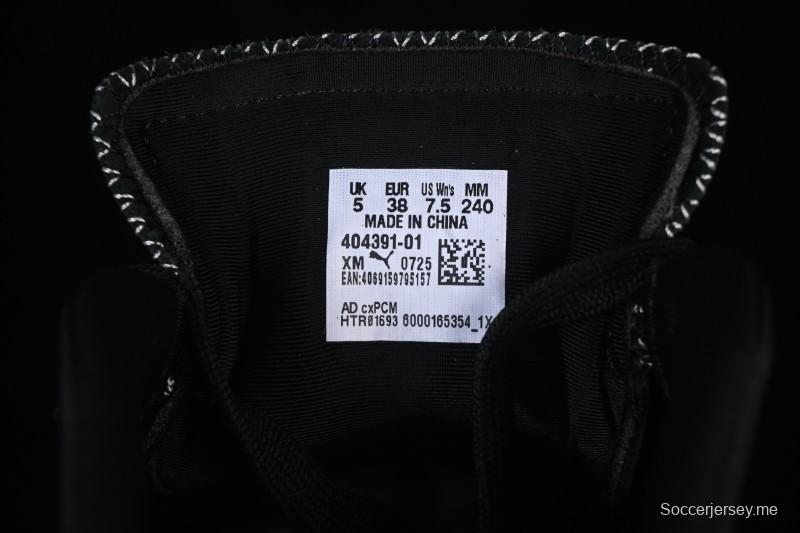 UK EUR US Wn's MM
5 38 7.5 240
MADE IN CHINA
404391-01
XM 0725
EAN:4069159795157
AD cxPCM
HTR01693 6000165354_1X
Soccerjersey.me